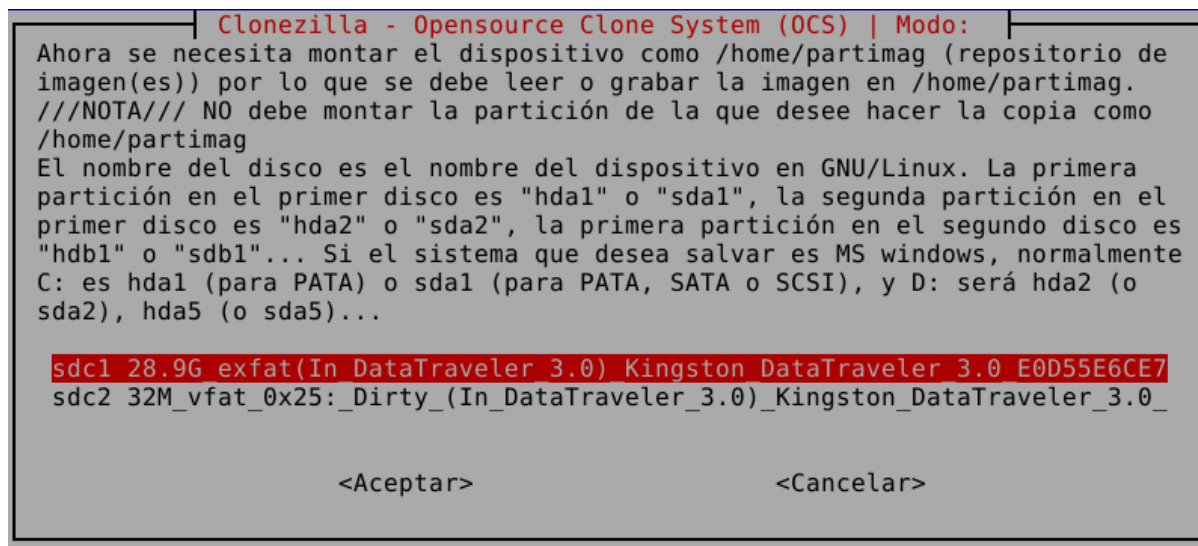 Clonezilla - Opensource Clone System (OCS) | Modo:
Ahora se necesita montar el dispositivo como /home/partimag (repositorio de
imagen(es)) por lo que se debe leer o grabar la imagen en /home/partimag.
///NOTA/// NO debe montar la partición de la que desee hacer la copia como
/home/partimag
El nombre del disco es el nombre del dispositivo en GNU/Linux. La primera
partición en el primer disco es "hda1" o "sda1", la segunda partición en el
primer disco es "hda2" o "sda2", la primera partición en el segundo disco es
"hdb1" o "sdb1"... Si el sistema que desea salvar es MS windows, normalmente
C: es hda1 (para PATA) o sda1 (para PATA, SATA o SCSI), y D: será hda2 (o
sda2), hda5 (o sda5)...
sdc1 28.9G_exfat(In_DataTraveler_3.0)_Kingston_DataTraveler_3.0_E0D55E6CE7
sdc2 32M_vfat_0x25:_Dirty_(In_DataTraveler_3.0)_Kingston_DataTraveler_3.0_
<Aceptar> <Cancelar>